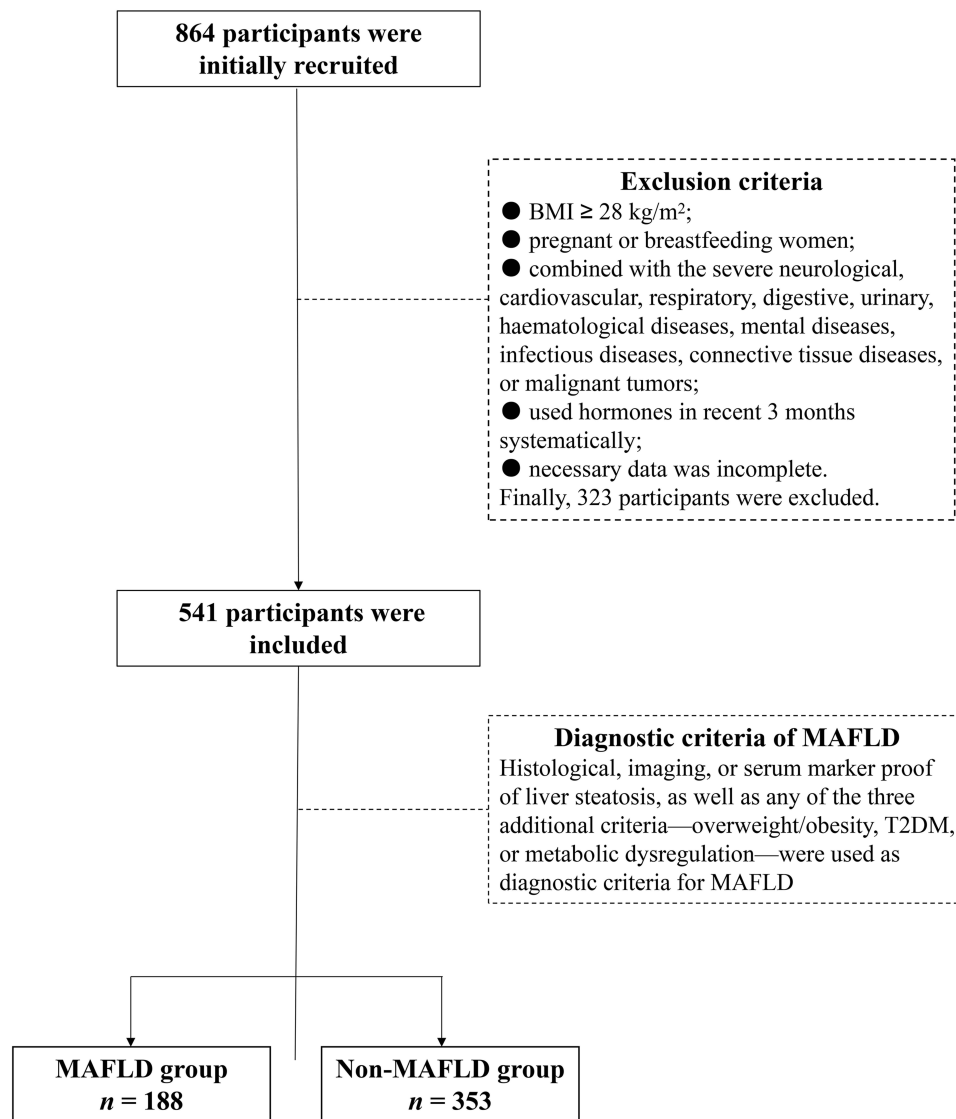 864 participants were
initially recruited
Exclusion criteria
● BMI ≥ 28 kg/m²;
● pregnant or breastfeeding women;
● combined with the severe neurological,
cardiovascular, respiratory, digestive, urinary,
haematological diseases, mental diseases,
infectious diseases, connective tissue diseases,
or malignant tumors;
● used hormones in recent 3 months
systematically;
● necessary data was incomplete.
Finally, 323 participants were excluded.
541 participants were
included
Diagnostic criteria of MAFLD
Histological, imaging, or serum marker proof
of liver steatosis, as well as any of the three
additional criteria—overweight/obesity, T2DM,
or metabolic dysregulation—were used as
diagnostic criteria for MAFLD
MAFLD group
n = 188
Non-MAFLD group
n = 353